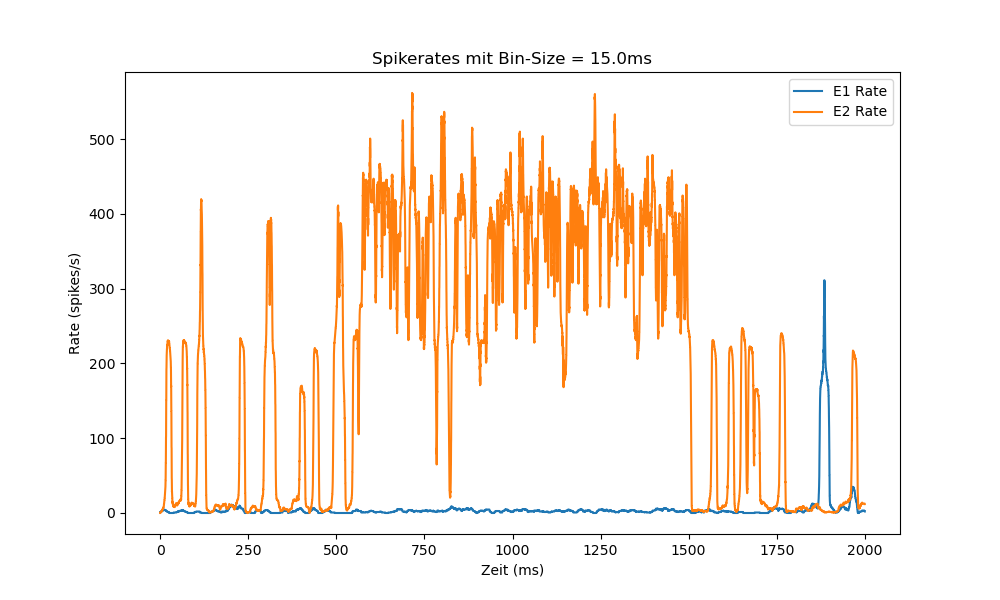 Spikerates mit Bin-Size = 15.0ms
E1 Rate
E2 Rate
Rate (spikes/s)
500
400
300
200
100
0
0 250 500 750 1000 1250 1500 1750 2000
Zeit (ms)